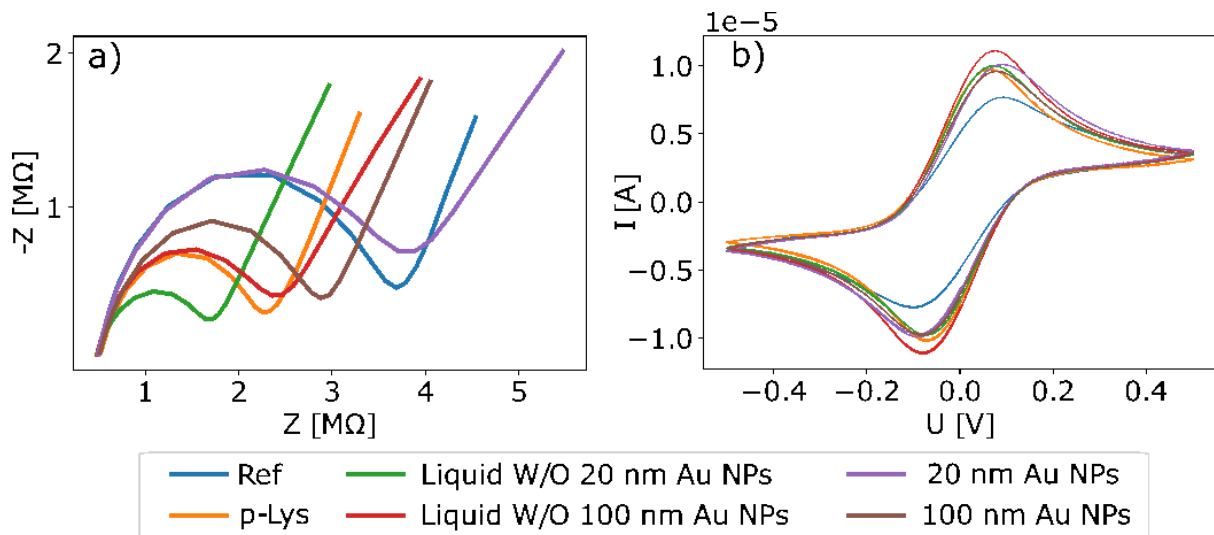 a)
2
1
-Z [MΩ]
1 2 3 4 5
Z [MΩ]
1e−5
b)
1.0
0.5
0.0
−0.5
−1.0
I [A]
−0.4 −0.2 0.0 0.2 0.4
U [V]
Ref Liquid W/O 20 nm Au NPs 20 nm Au NPs
p-Lys Liquid W/O 100 nm Au NPs 100 nm Au NPs